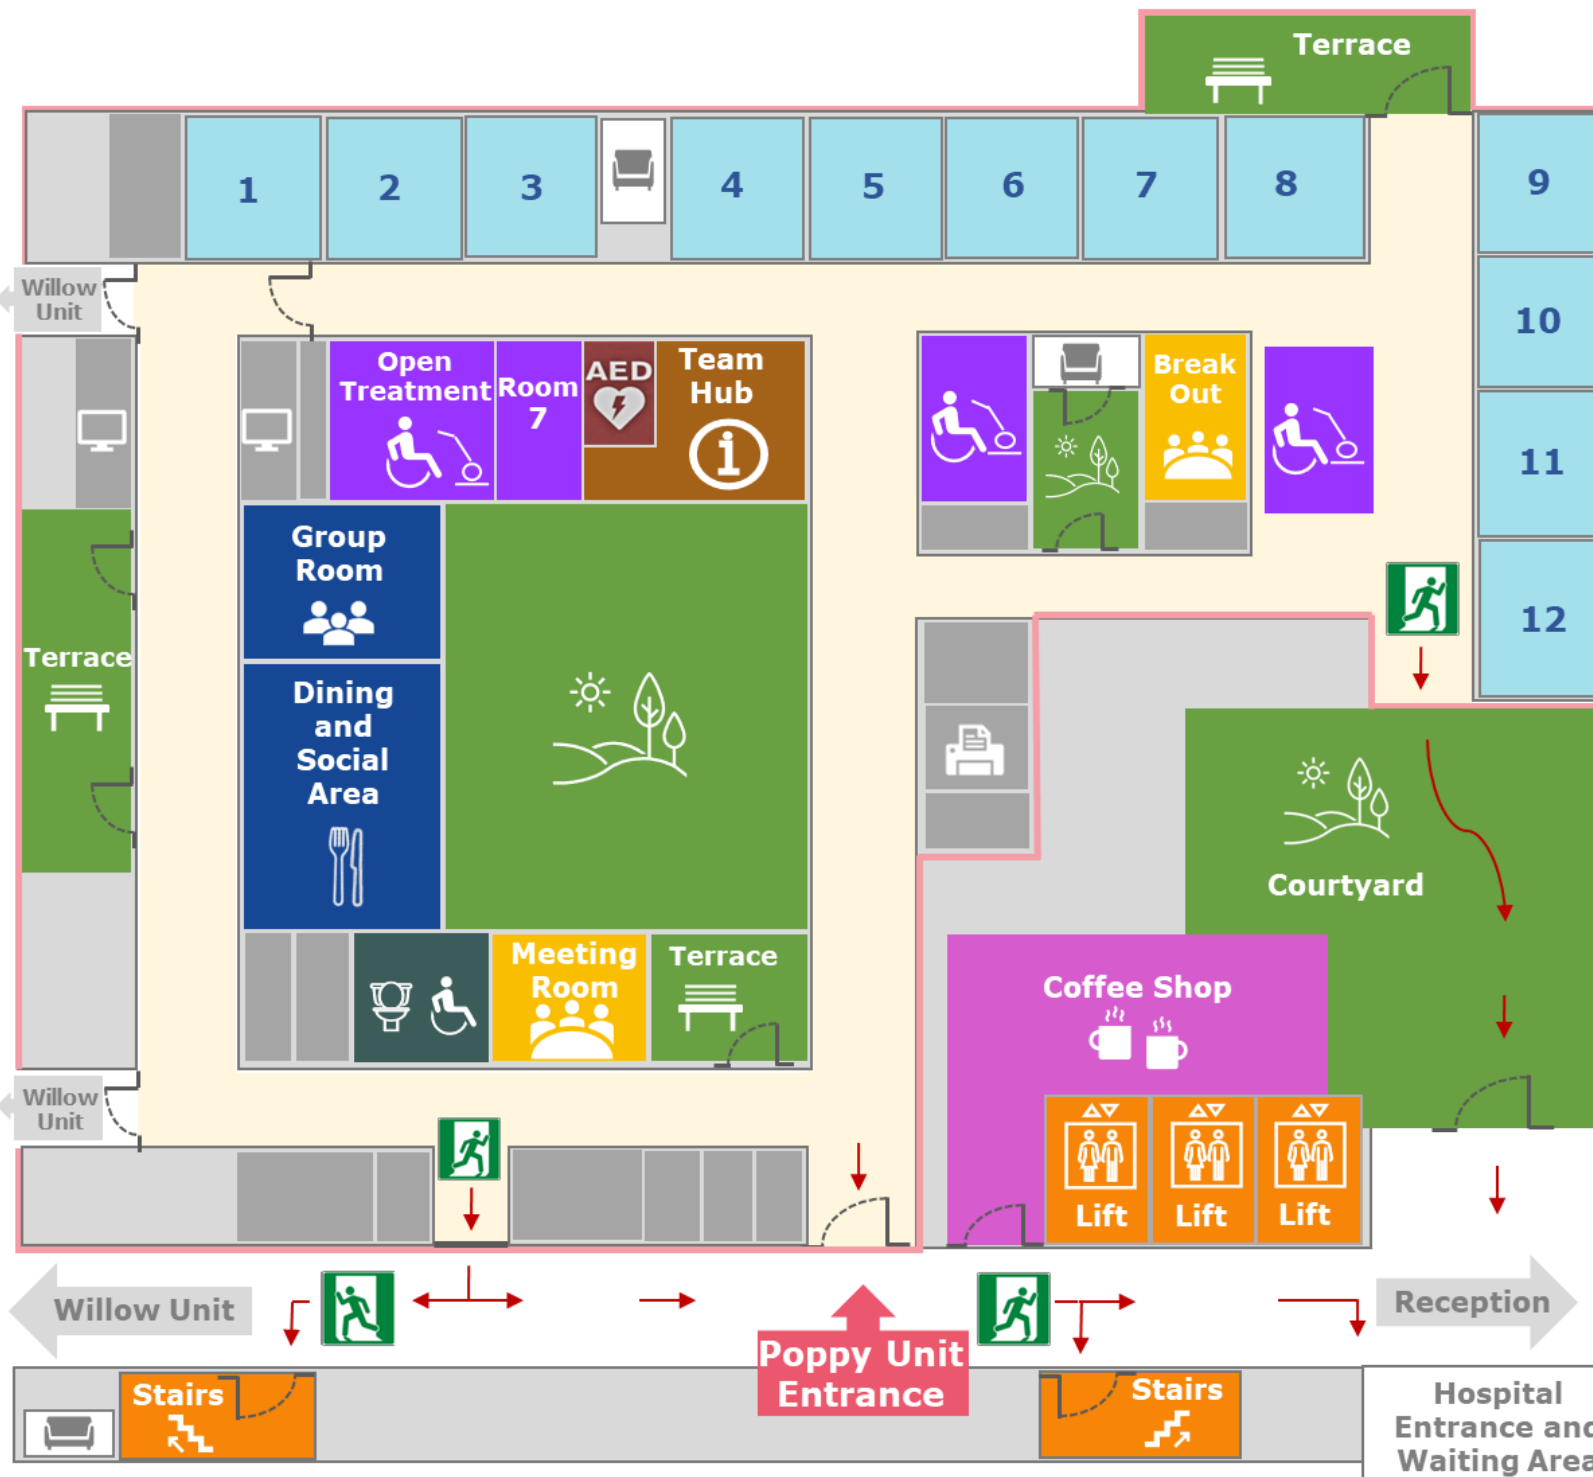 Terrace
1
2
3
4
5
6
7
8
9
10
11
12
Willow
Unit
Open
Treatment
Room
7
AED
Team
Hub
Break
Out
Group
Room
Terrace
Dining
and
Social
Area
Meeting
Room
Terrace
Courtyard
Coffee Shop
Willow
Unit
Lift
Lift
Lift
Willow Unit
Reception
Poppy Unit
Entrance
Stairs
Stairs
Hospital
Entrance and
Waiting Area